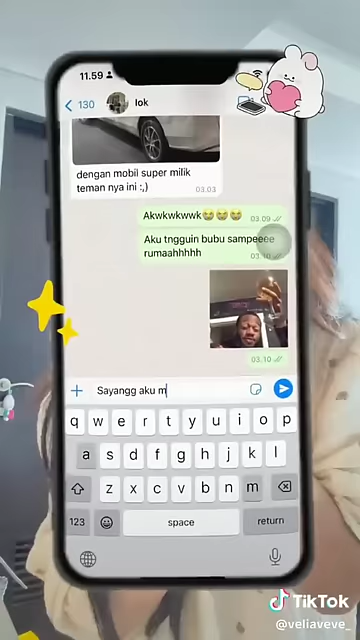 11.59
130
lok
dengan mobil super milik
teman nya ini :,)
03.03
Akwkwkwwk😭😭😭
03.09
Aku tngguin bubu sampeeee
rumaahhhhh
03.10
03.10
Sayangg aku m
q w e r t y u i o p
a s d f g h j k l
z x c v b n m
123 space return
TikTok
@veliaveve_